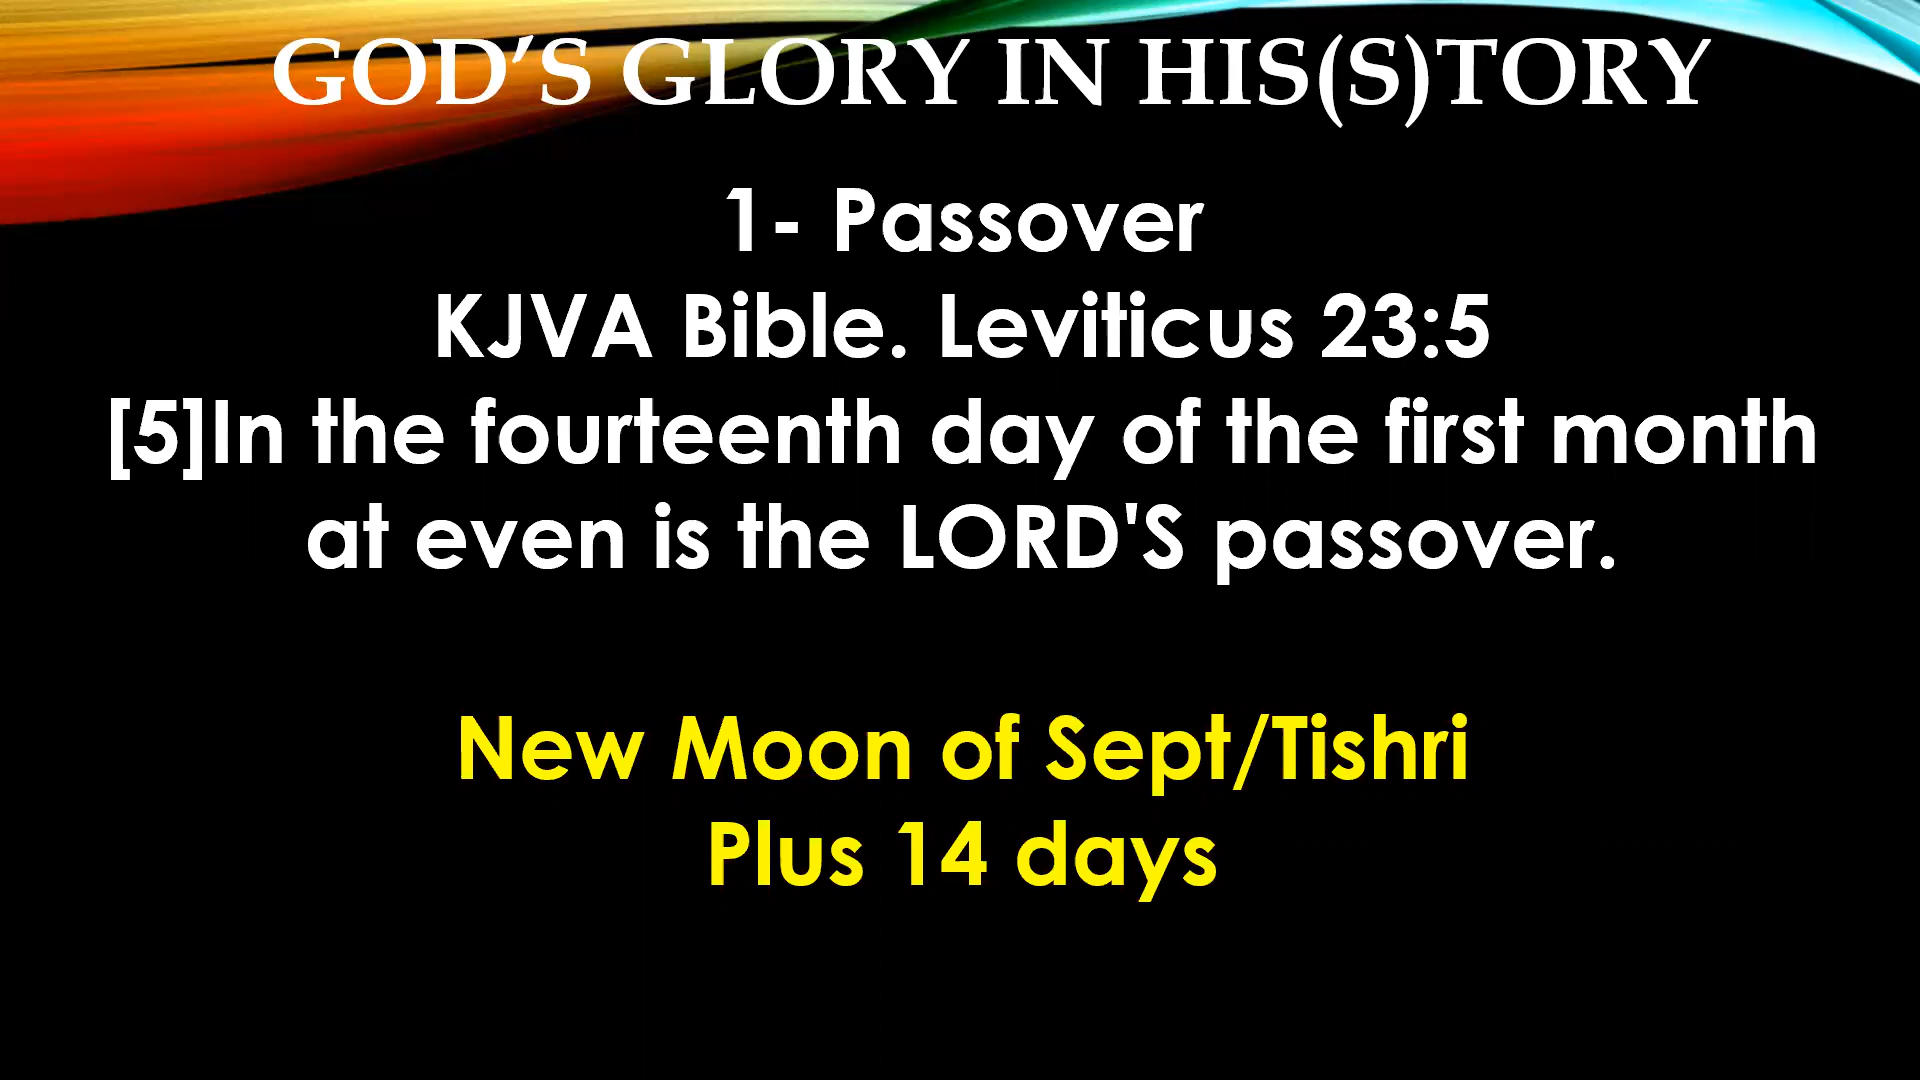 GOD’S GLORY IN HIS(S)TORY
1- Passover
KJVA Bible. Leviticus 23:5
[5]In the fourteenth day of the first month
at even is the LORD'S passover.
New Moon of Sept/Tishri
Plus 14 days